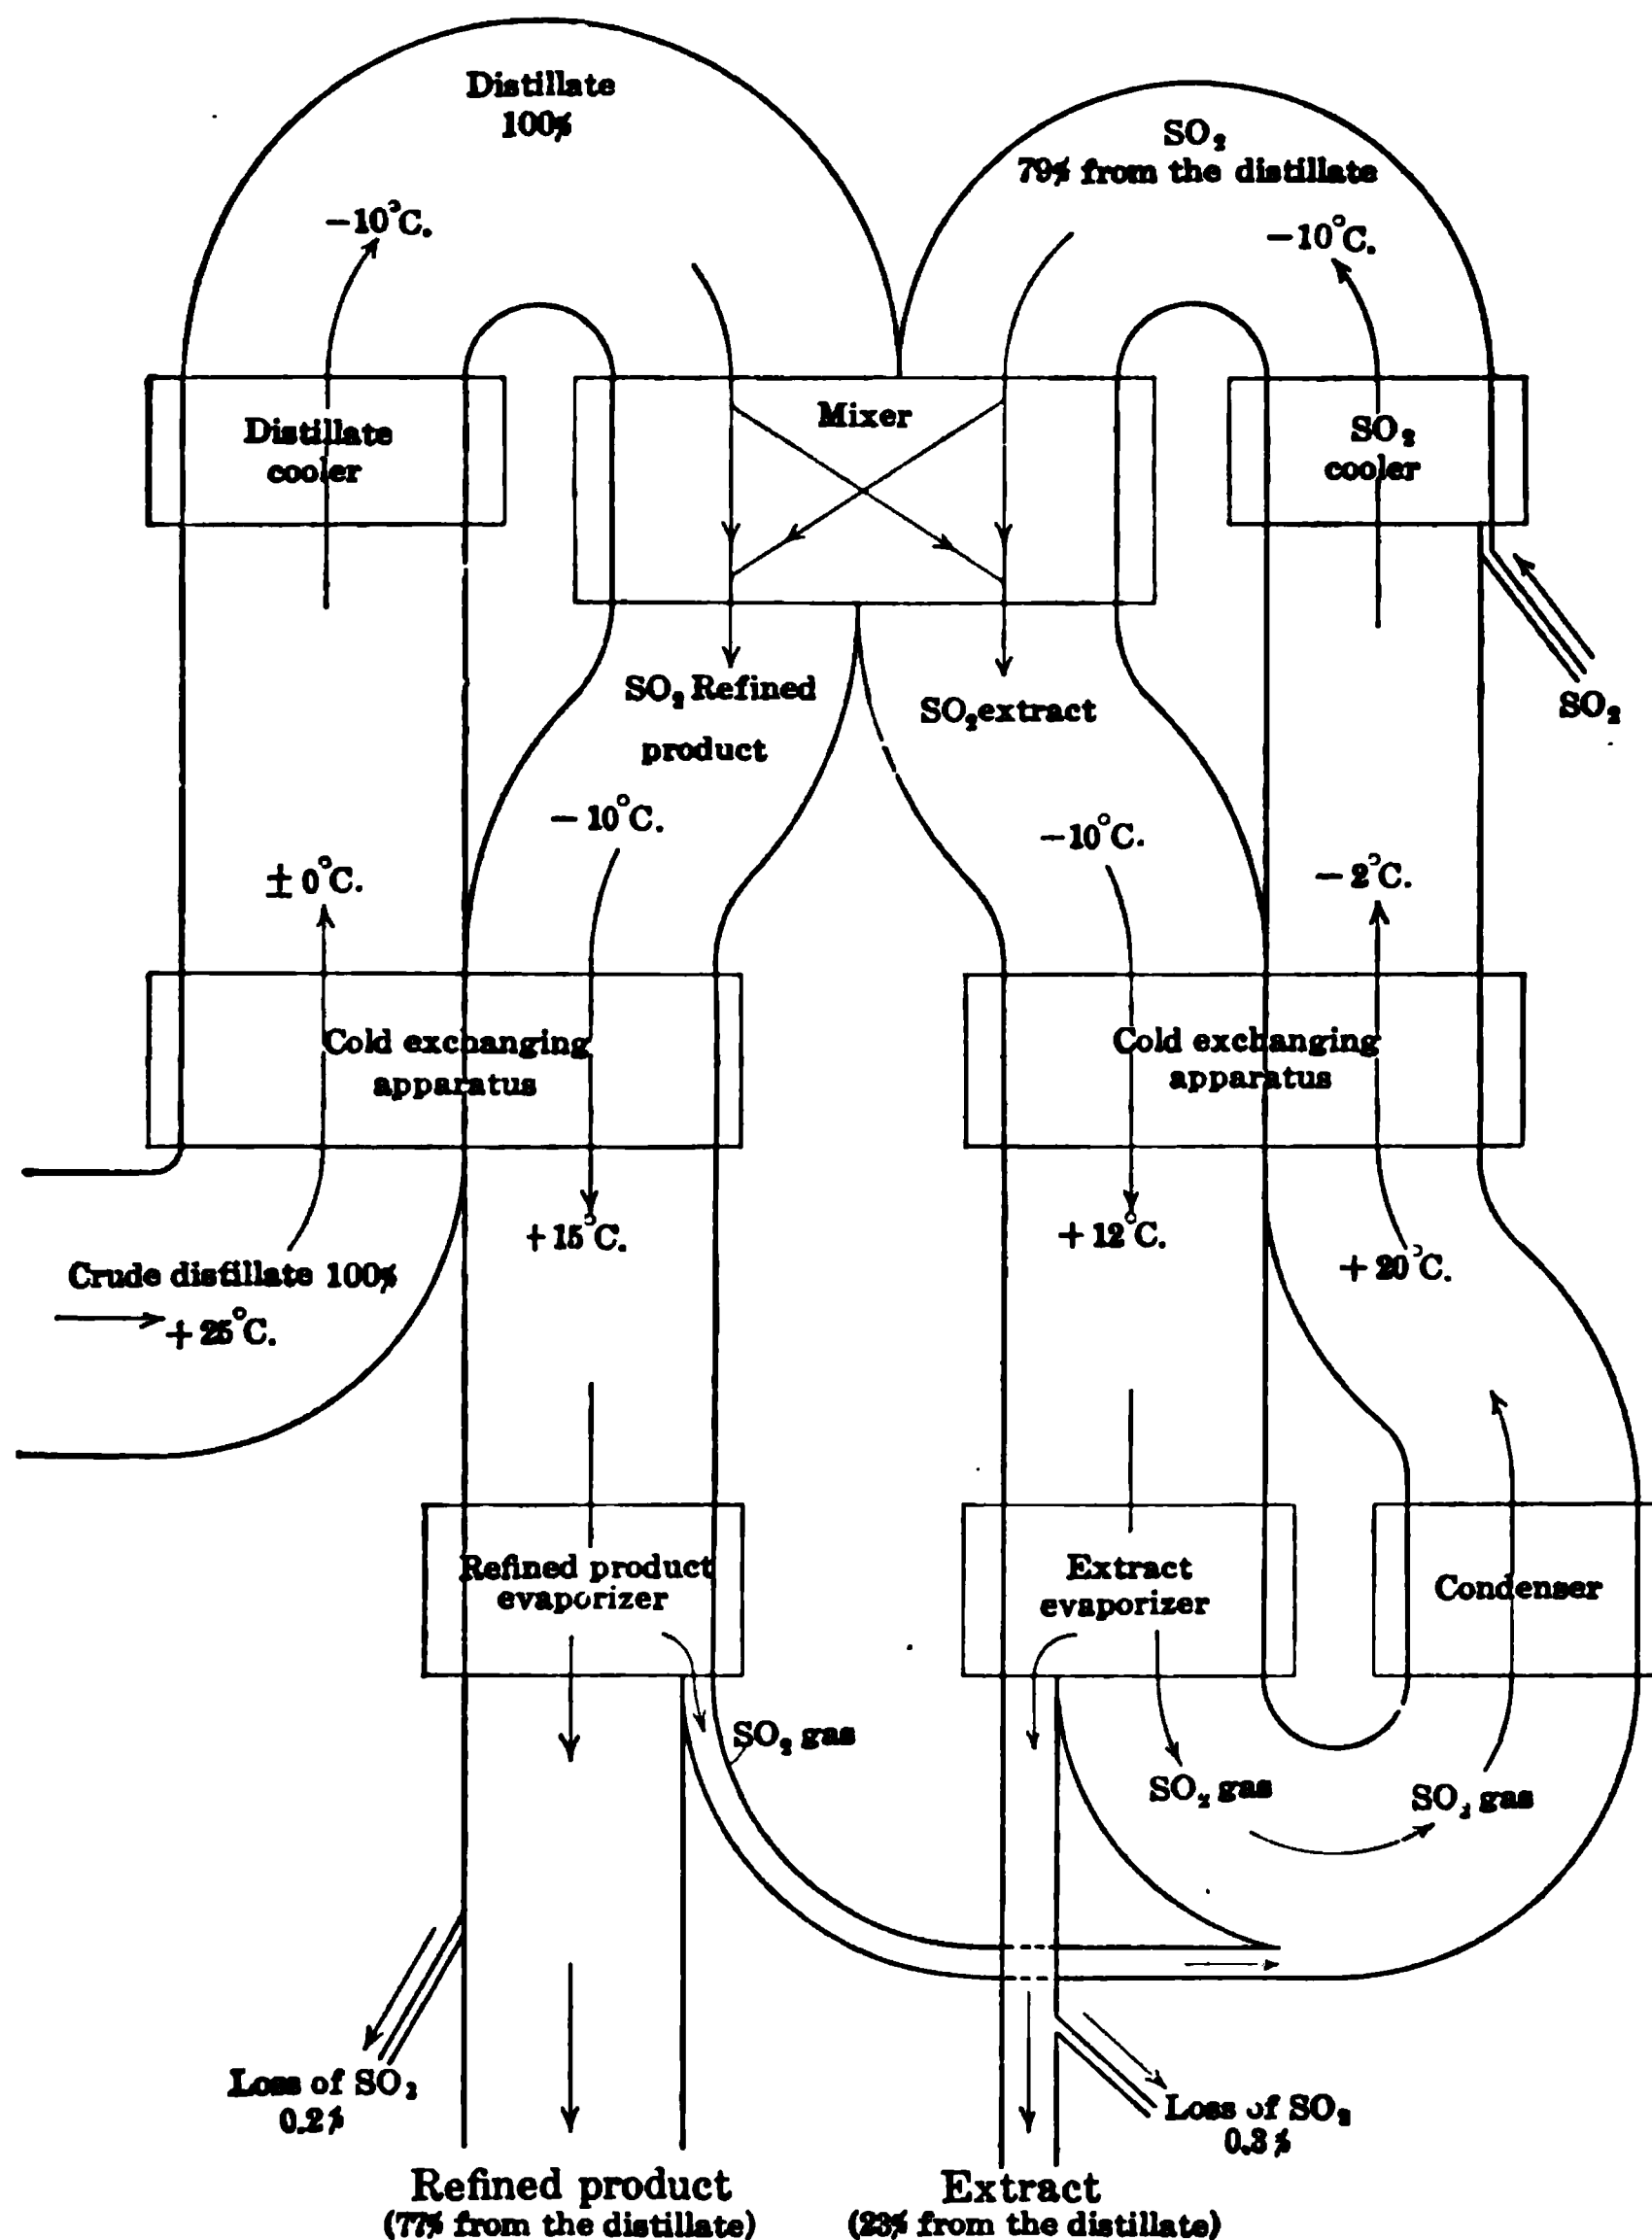 Distillate
100%
SO₂
79% from the distillate
−10°C.
−10°C.
Distillate
cooler
Mixer
SO₂
cooler
SO₂ Refined
product
SO₂ extract
SO₂
−10°C.
−10°C.
± 0°C.
−2°C.
Cold exchanging
apparatus
Cold exchanging
apparatus
+15°C.
+12°C.
+20°C.
Crude distillate 100%
+25°C.
Refined product
evaporizer
Extract
evaporizer
Condenser
SO₂ gas
SO₂ gas
SO₂ gas
Loss of SO₂
0.2%
Loss of SO₂
0.3%
Refined product
(77% from the distillate)
Extract
(23% from the distillate)